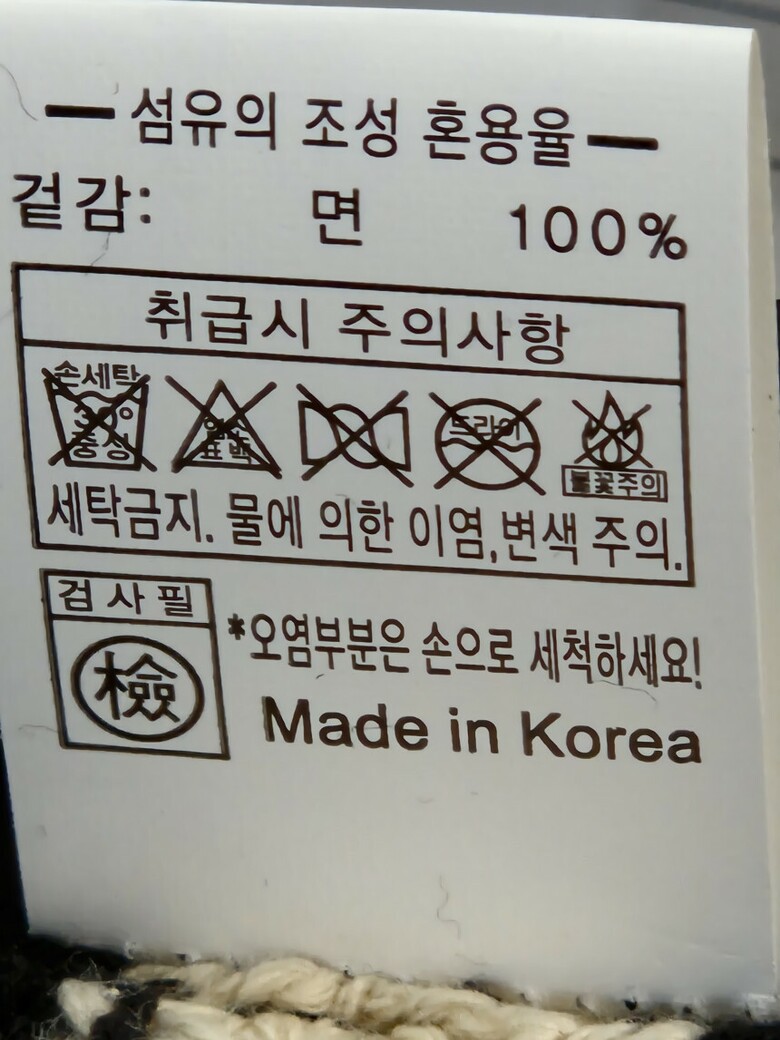 섬유의 조성 혼용율
겉감: 면 100%
취급시 주의사항
손세탁
30°
중성
염소
표백
드라이
불꽃주의
세탁금지. 물에 의한 이염,변색 주의.
검사필
檢
*오염부분은 손으로 세척하세요!
Made in Korea